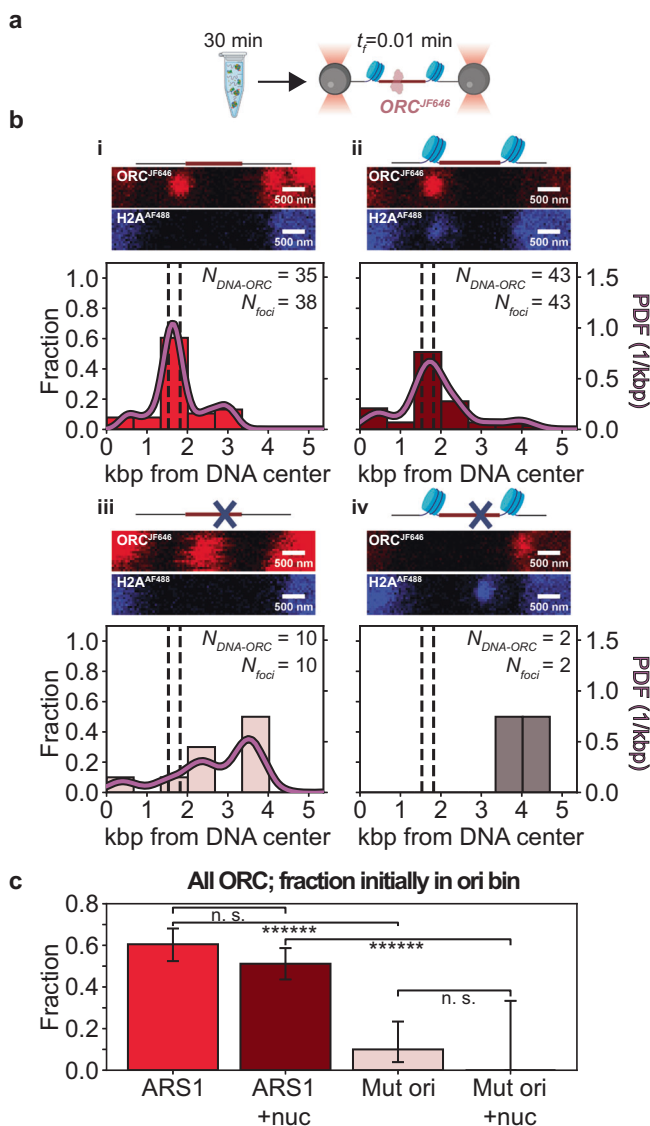 a
30 min
t_f=0.01 min
ORC^JF646
b
i
ORC^JF646
500 nm
H2A^AF488
500 nm
N_DNA-ORC = 35
N_foci = 38
Fraction
1.0
0.8
0.6
0.4
0.2
0.0
0 1 2 3 4 5
kbp from DNA center
ii
ORC^JF646
500 nm
H2A^AF488
500 nm
N_DNA-ORC = 43
N_foci = 43
1.5
1.0
0.5
0.0
PDF (1/kbp)
0 1 2 3 4 5
kbp from DNA center
iii
ORC^JF646
500 nm
H2A^AF488
500 nm
N_DNA-ORC = 10
N_foci = 10
Fraction
1.0
0.8
0.6
0.4
0.2
0.0
0 1 2 3 4 5
kbp from DNA center
iv
ORC^JF646
500 nm
H2A^AF488
500 nm
N_DNA-ORC = 2
N_foci = 2
1.5
1.0
0.5
0.0
PDF (1/kbp)
0 1 2 3 4 5
kbp from DNA center
c
All ORC; fraction initially in ori bin
Fraction
0.8
0.6
0.4
0.2
0.0
n. s.
******
******
n. s.
ARS1
ARS1
+nuc
Mut ori
Mut ori
+nuc